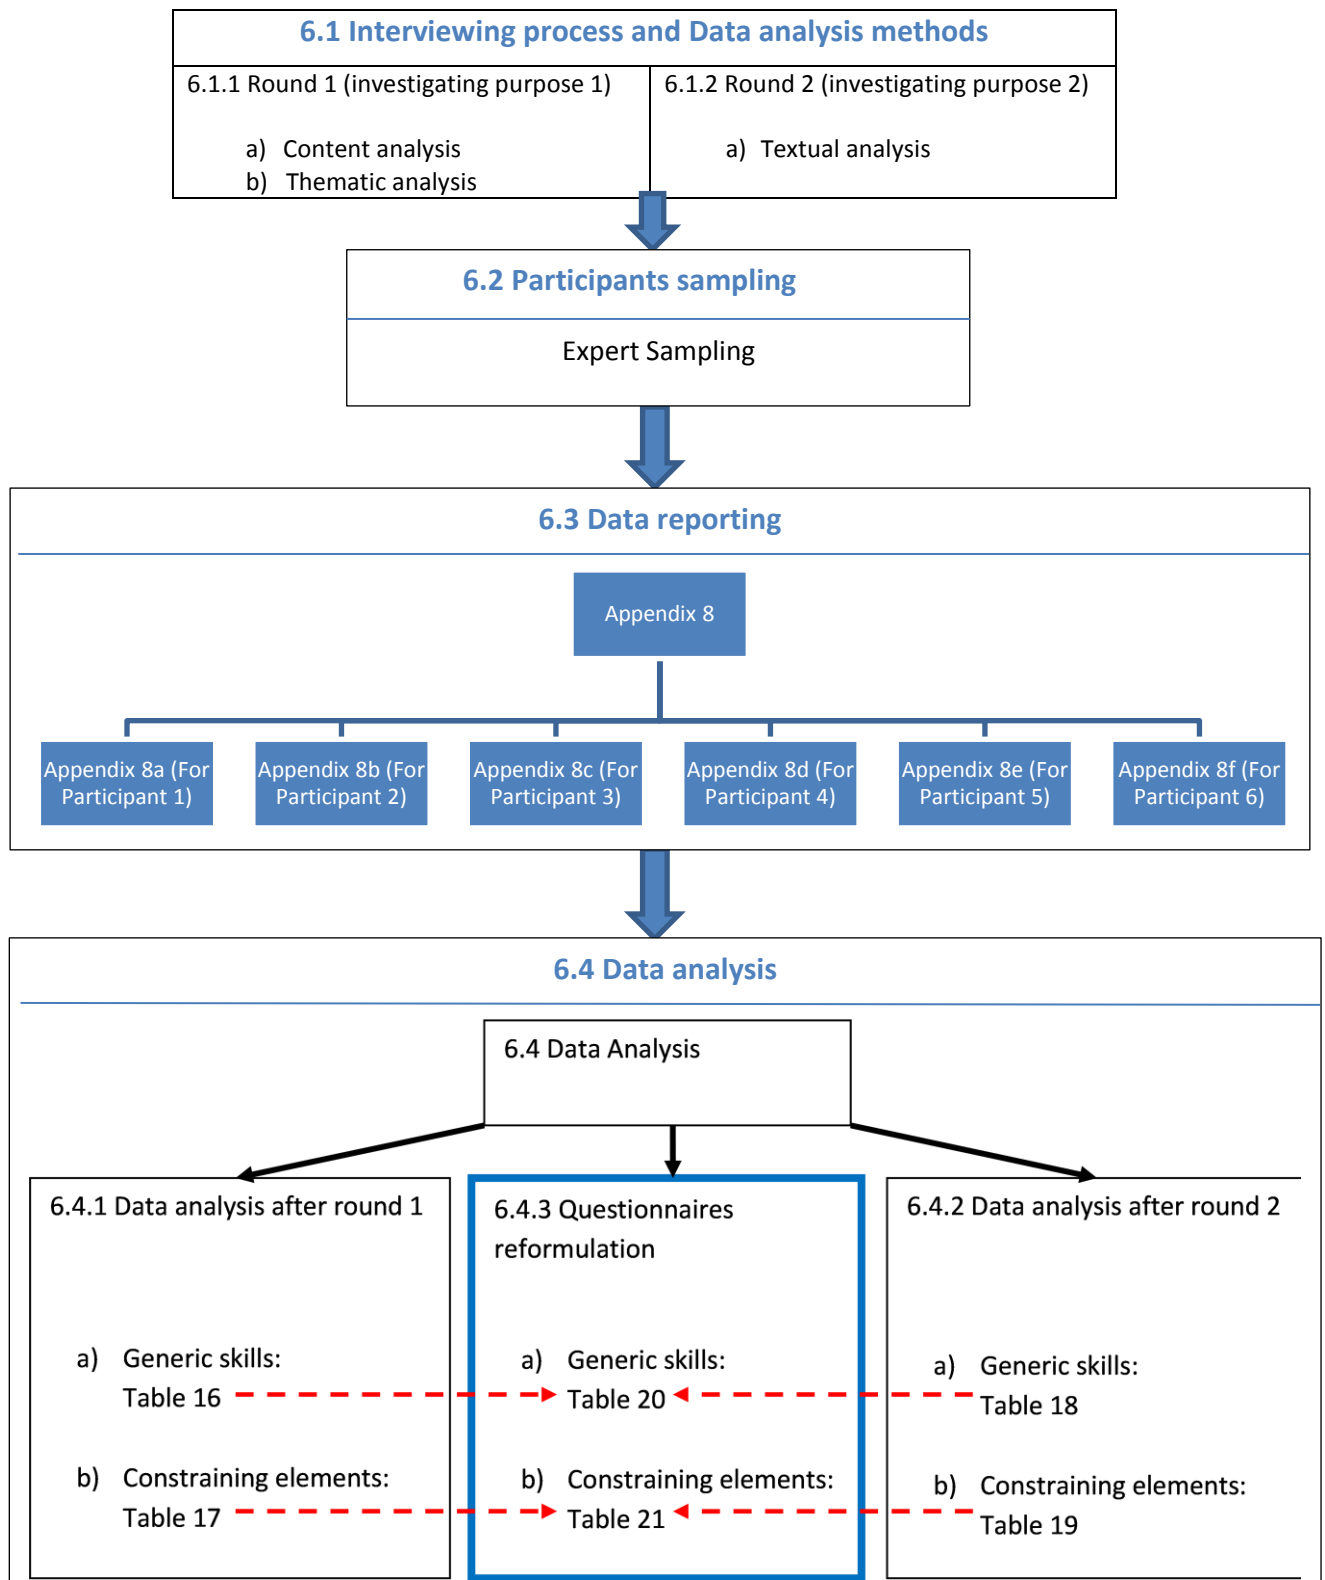 6.1 Interviewing process and Data analysis methods
6.1.1 Round 1 (investigating purpose 1)
a) Content analysis
b) Thematic analysis
6.1.2 Round 2 (investigating purpose 2)
a) Textual analysis
6.2 Participants sampling
Expert Sampling
6.3 Data reporting
Appendix 8
Appendix 8a (For
Participant 1)
Appendix 8b (For
Participant 2)
Appendix 8c (For
Participant 3)
Appendix 8d (For
Participant 4)
Appendix 8e (For
Participant 5)
Appendix 8f (For
Participant 6)
6.4 Data analysis
6.4 Data Analysis
6.4.1 Data analysis after round 1
a) Generic skills:
Table 16
b) Constraining elements:
Table 17
6.4.3 Questionnaires
reformulation
a) Generic skills:
Table 20
b) Constraining elements:
Table 21
6.4.2 Data analysis after round 2
a) Generic skills:
Table 18
b) Constraining elements:
Table 19